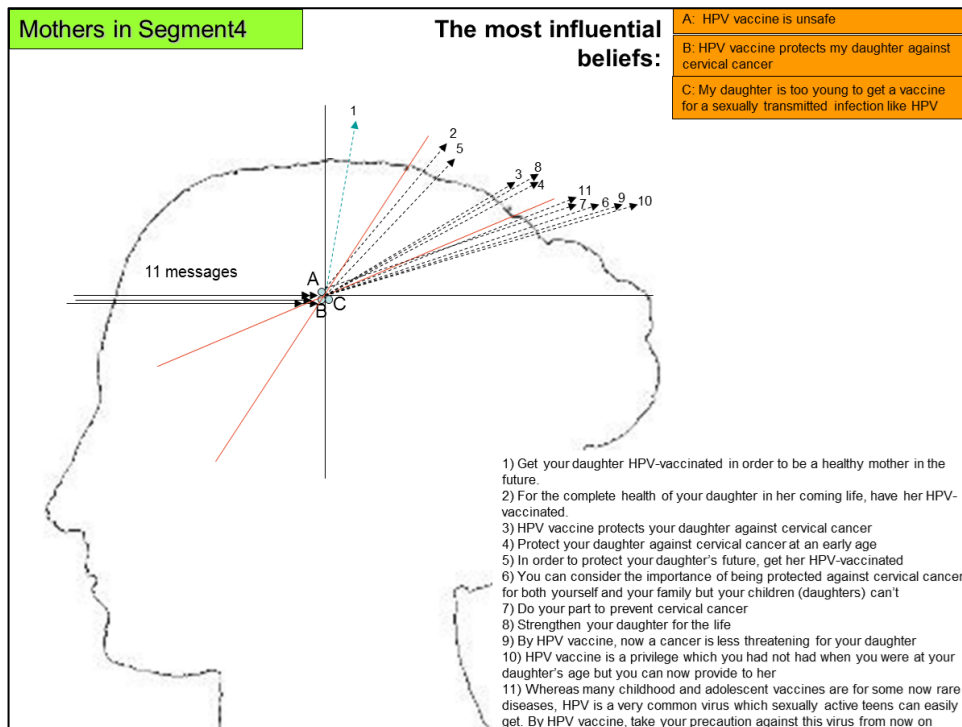 Mothers in Segment4
The most influential
beliefs:
A: HPV vaccine is unsafe
B: HPV vaccine protects my daughter against
cervical cancer
C: My daughter is too young to get a vaccine
for a sexually transmitted infection like HPV
1
2
5
3
8
4
11
7
6
9
10
11 messages
A
B
C
1) Get your daughter HPV-vaccinated in order to be a healthy mother in the
future.
2) For the complete health of your daughter in her coming life, have her HPV-
vaccinated.
3) HPV vaccine protects your daughter against cervical cancer
4) Protect your daughter against cervical cancer at an early age
5) In order to protect your daughter's future, get her HPV-vaccinated
6) You can consider the importance of being protected against cervical cancer
for both yourself and your family but your children (daughters) can't
7) Do your part to prevent cervical cancer
8) Strengthen your daughter for the life
9) By HPV vaccine, now a cancer is less threatening for your daughter
10) HPV vaccine is a privilege which you had not had when you were at your
daughter's age but you can now provide to her
11) Whereas many childhood and adolescent vaccines are for some now rare
diseases, HPV is a very common virus which sexually active teens can easily
get. By HPV vaccine, take your precaution against this virus from now on